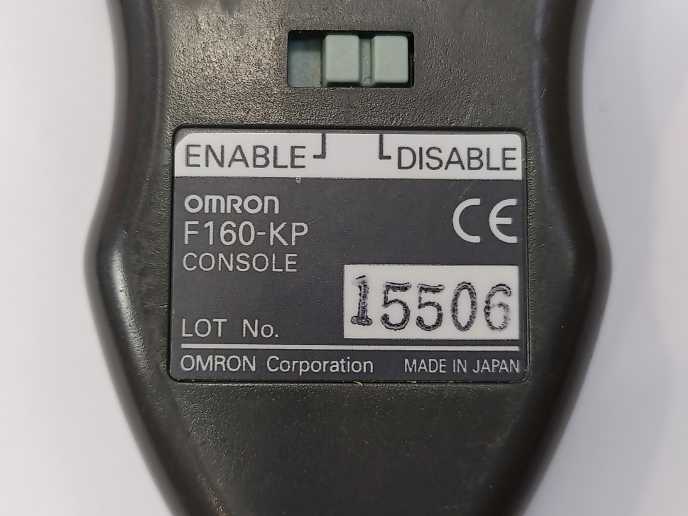 ENABLE DISABLE
OMRON
F160-KP
CONSOLE
CE
LOT No. 15506
OMRON Corporation MADE IN JAPAN